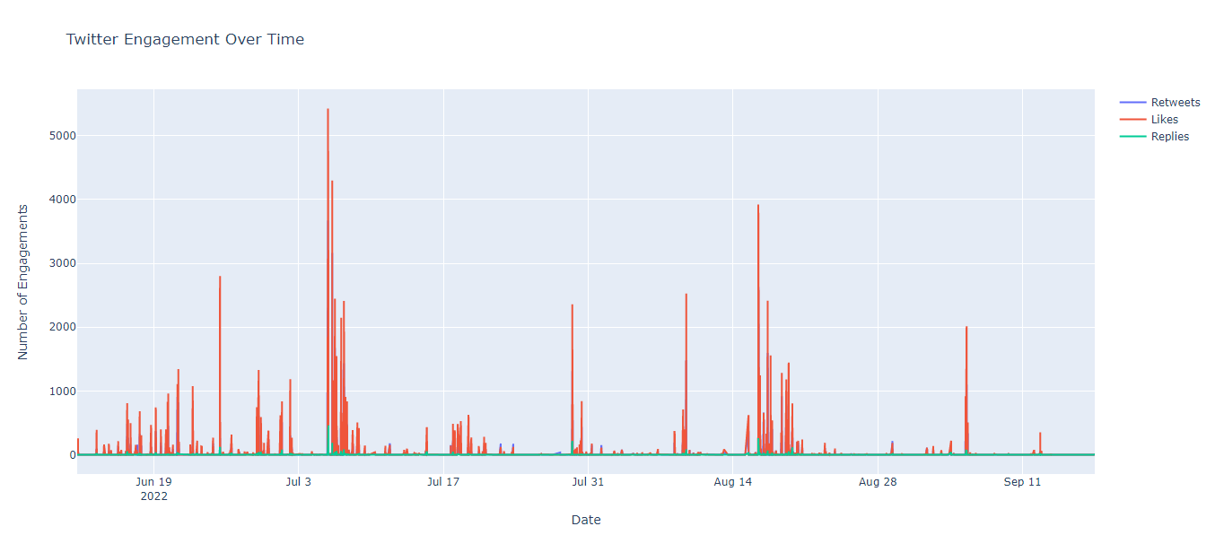 Twitter Engagement Over Time
Retweets
Likes
Replies
5000
4000
3000
2000
1000
0
Number of Engagements
Jun 19
2022
Jul 3
Jul 17
Jul 31
Aug 14
Aug 28
Sep 11
Date